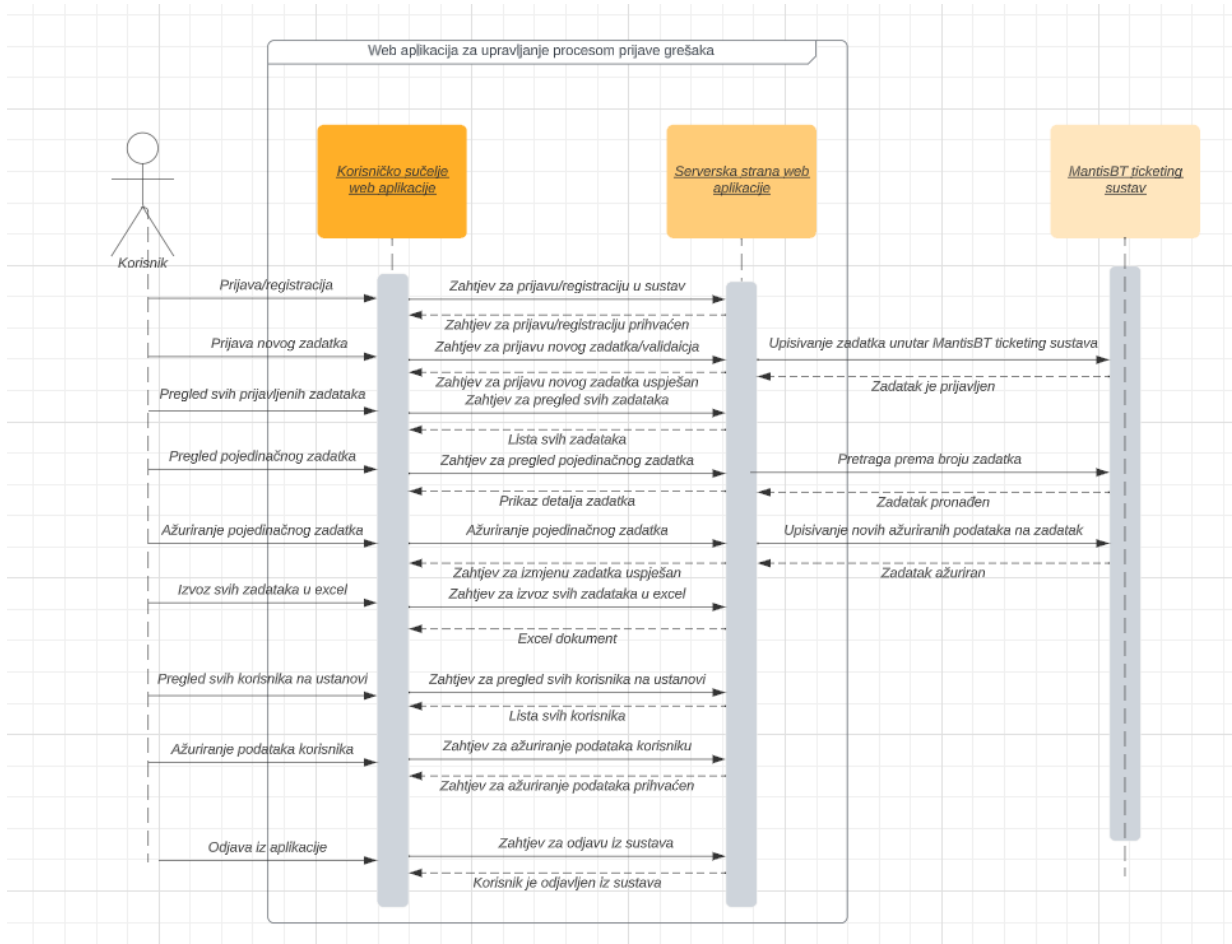 Web aplikacija za upravljanje procesom prijave grešaka
Korisničko sučelje
web aplikacije
Serverska strana web
aplikacije
MantisBT ticketing
sustav
Korisnik
Prijava/registracija
Zahtjev za prijavu/registraciju u sustav
Zahtjev za prijavu/registraciju prihvaćen
Prijava novog zadatka
Zahtjev za prijavu novog zadatka/validaicja
Upisivanje zadatka unutar MantisBT ticketing sustava
Zahtjev za prijavu novog zadatka uspješan
Zadatak je prijavljen
Pregled svih prijavljenih zadataka
Zahtjev za pregled svih zadataka
Lista svih zadataka
Pregled pojedinačnog zadatka
Zahtjev za pregled pojedinačnog zadatka
Pretraga prema broju zadatka
Prikaz detalja zadatka
Zadatak pronađen
Ažuriranje pojedinačnog zadatka
Ažuriranje pojedinačnog zadatka
Upisivanje novih ažuriranih podataka na zadatak
Zahtjev za izmjenu zadatka uspješan
Zadatak ažuriran
Izvoz svih zadataka u excel
Zahtjev za izvoz svih zadataka u excel
Excel dokument
Pregled svih korisnika na ustanovi
Zahtjev za pregled svih korisnika na ustanovi
Lista svih korisnika
Ažuriranje podataka korisnika
Zahtjev za ažuriranje podataka korisniku
Zahtjev za ažuriranje podataka prihvaćen
Odjava iz aplikacije
Zahtjev za odjavu iz sustava
Korisnik je odjavljen iz sustava